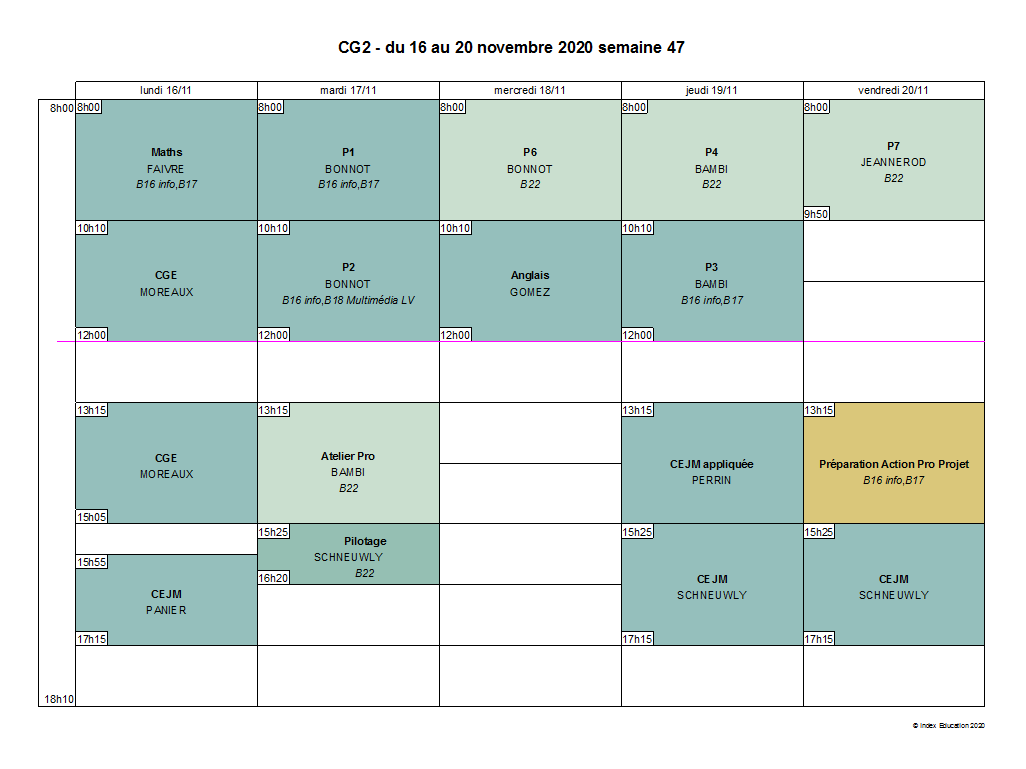 CG2 - du 16 au 20 novembre 2020 semaine 47
lundi 16/11
mardi 17/11
mercredi 18/11
jeudi 19/11
vendredi 20/11
8h00
8h00
Maths
FAIVRE
B16 info,B17
8h00
P1
BONNOT
B16 info,B17
8h00
P6
BONNOT
B22
8h00
P4
BAMBI
B22
8h00
P7
JEANNEROD
B22
9h50
10h10
CGE
MOREAUX
12h00
10h10
P2
BONNOT
B16 info,B18 Multimédia LV
12h00
10h10
Anglais
GOMEZ
12h00
10h10
P3
BAMBI
B16 info,B17
12h00
13h15
CGE
MOREAUX
15h05
13h15
Atelier Pro
BAMBI
B22
13h15
CEJM appliquée
PERRIN
13h15
Préparation Action Pro Projet
B16 info,B17
15h55
CEJM
PANIER
17h15
15h25
Pilotage
SCHNEUWLY
B22
16h20
15h25
CEJM
SCHNEUWLY
17h15
15h25
CEJM
SCHNEUWLY
17h15
18h10
© Index Education 2020